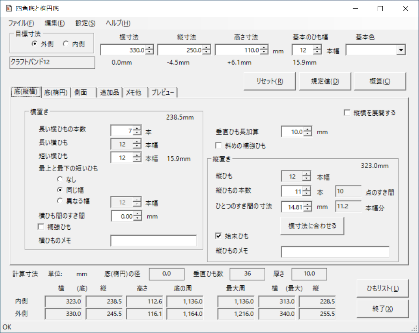 四角底と楕円底
ファイル(F) 編集(E) 設定(S) ヘルプ(H)
目標寸法
外側 内側
横寸法 縦寸法 高さ寸法 基本のひも幅 基本色
330.0 250.0 110.0 mm 12 本幅
クラフトバンド12 0.0mm -4.5mm +6.1mm 15.9mm
リセット(R) 規定値(D) 概算(C)
底(縦横) 底(楕円) 側面 追加品 メモ他 プレビュー
横置き 238.5mm
長い横ひもの本数 7 本
長い横ひも 12 本幅
短い横ひも 12 本幅 15.9mm
最上と最下の短いひも
なし
同じ幅
異なる幅 12 本幅
横ひも間のすき間 6.00 mm
補強ひも
横ひものメモ
縦横を展開する
垂直ひも長加算 10.0 mm
斜めの補強ひも
縦置き 323.0mm
縦ひも 12 本幅
縦ひもの本数 11 本 10 点のすき間
ひとつのすき間の寸法 14.81 mm 11.2 本幅分
横寸法に合わせる
始末ひも
縦ひものメモ
計算寸法 単位: mm 底(楕円)の径 0.0 垂直ひも数 36 厚さ 10.0
横 (底) 縦 高さ 底の周 最大周 横 (最大) 縦
内側 323.0 238.5 112.6 1,136.0 1,136.0 313.0 228.5
外側 330.0 245.5 116.1 1,164.0 1,216.0 340.0 255.5
ひもリスト(L)
終了(X)
OK